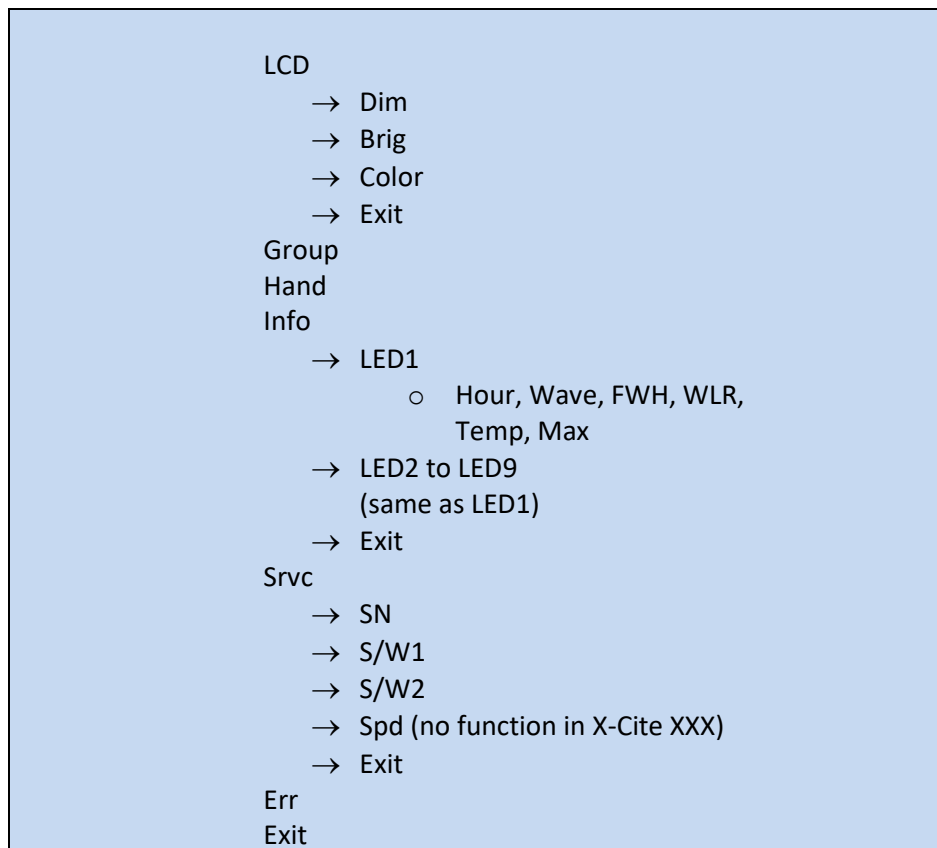 LCD
→ Dim
→ Brig
→ Color
→ Exit
Group
Hand
Info
→ LED1
o Hour, Wave, FWH, WLR,
Temp, Max
→ LED2 to LED9
(same as LED1)
→ Exit
Srvc
→ SN
→ S/W1
→ S/W2
→ Spd (no function in X-Cite XXX)
→ Exit
Err
Exit